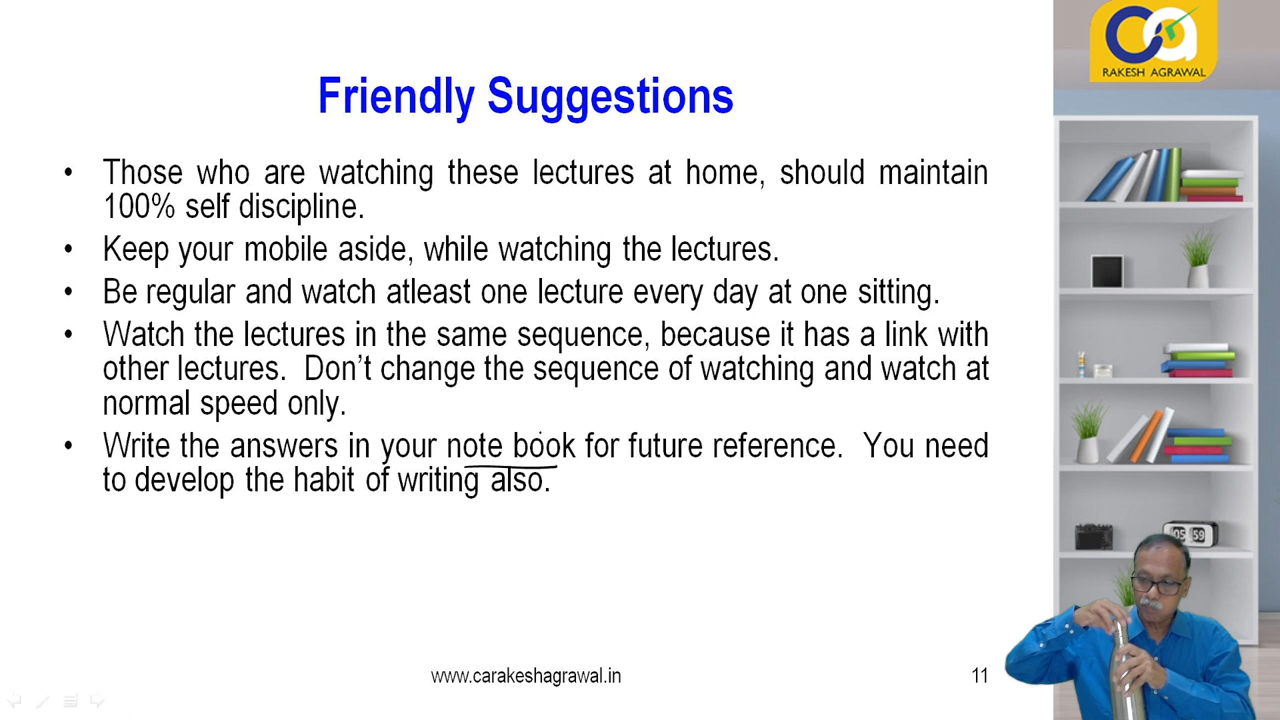 Friendly Suggestions
• Those who are watching these lectures at home, should maintain
100% self discipline.
• Keep your mobile aside, while watching the lectures.
• Be regular and watch atleast one lecture every day at one sitting.
• Watch the lectures in the same sequence, because it has a link with
other lectures.  Don't change the sequence of watching and watch at
normal speed only.
• Write the answers in your note book for future reference.  You need
to develop the habit of writing also.
www.carakeshagrawal.in
11
ca
RAKESH AGRAWAL
05 59